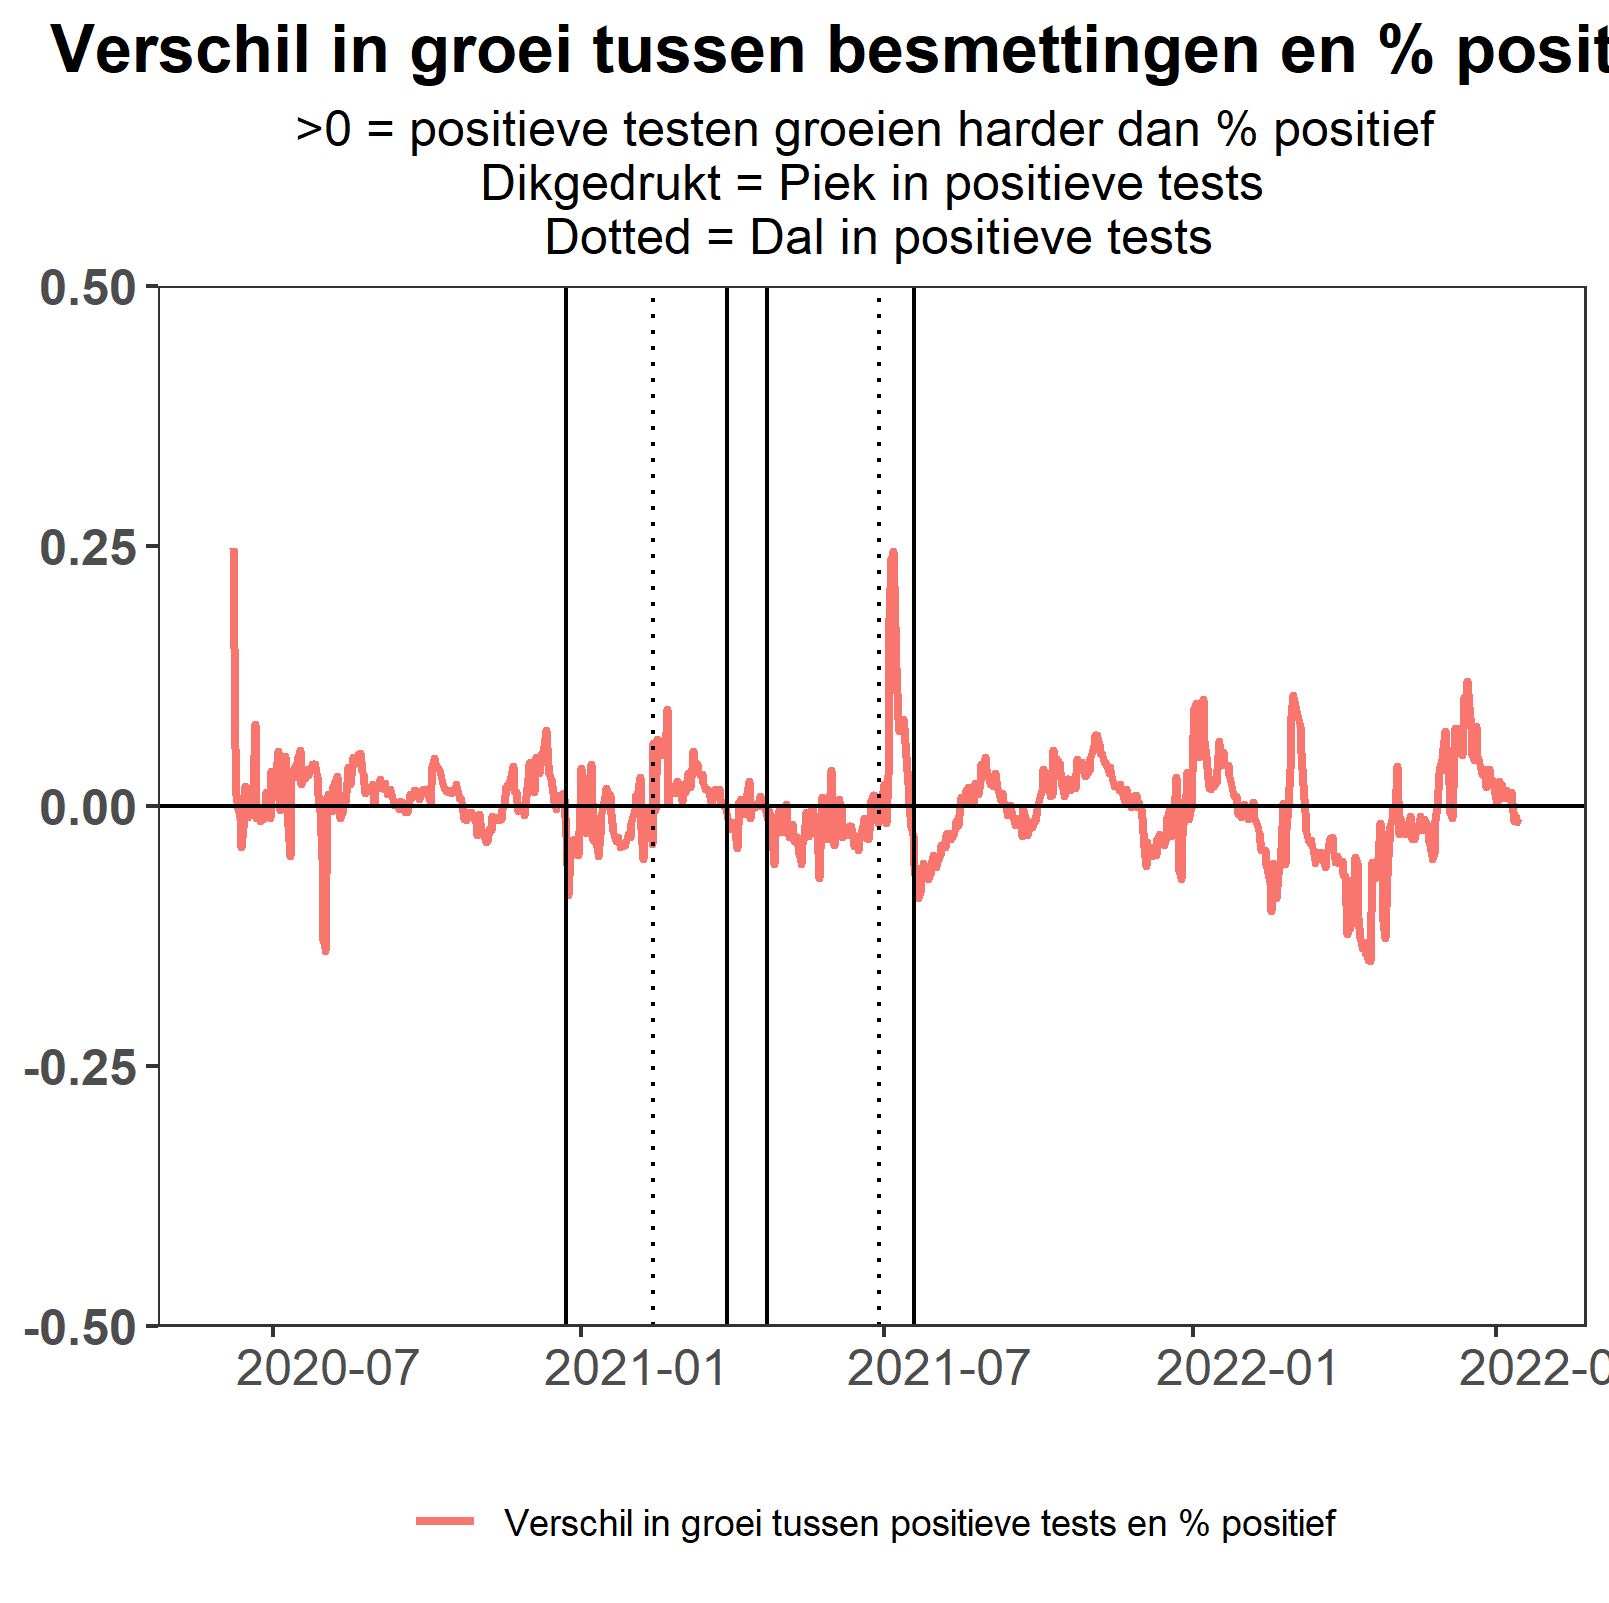 Verschil in groei tussen besmettingen en % posit
>0 = positieve testen groeien harder dan % positief
Dikgedrukt = Piek in positieve tests
Dotted = Dal in positieve tests
0.50
0.25
0.00
-0.25
-0.50
2020-07 2021-01 2021-07 2022-01 2022-0
Verschil in groei tussen positieve tests en % positief